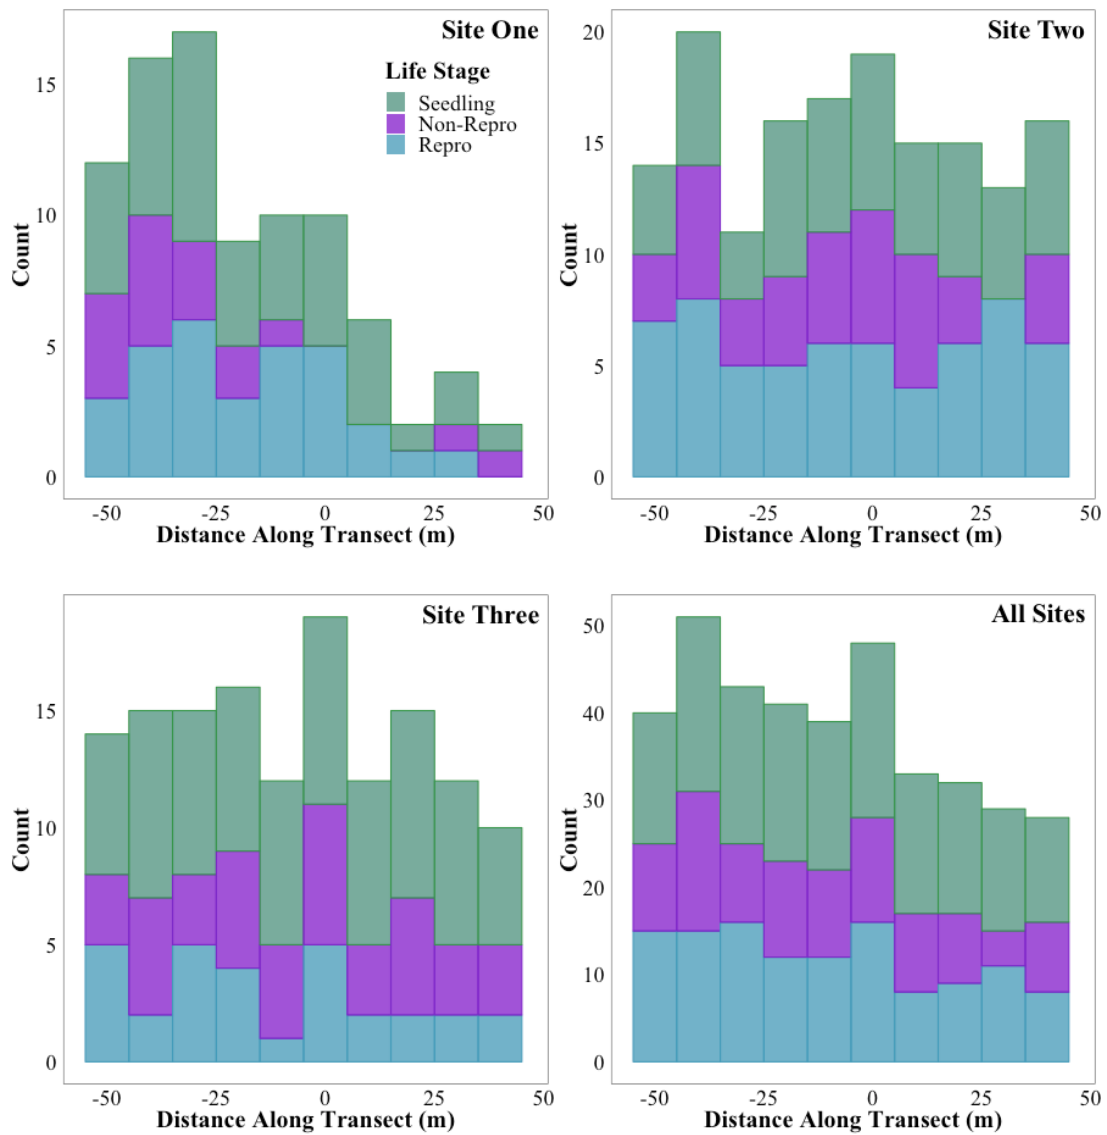 Site One
Life Stage
Seedling
Non-Repro
Repro
15
10
5
0
Count
-50 -25 0 25 50
Distance Along Transect (m)
Site Two
20
15
10
5
0
Count
-50 -25 0 25 50
Distance Along Transect (m)
Site Three
15
10
5
0
Count
-50 -25 0 25 50
Distance Along Transect (m)
All Sites
50
40
30
20
10
0
Count
-50 -25 0 25 50
Distance Along Transect (m)